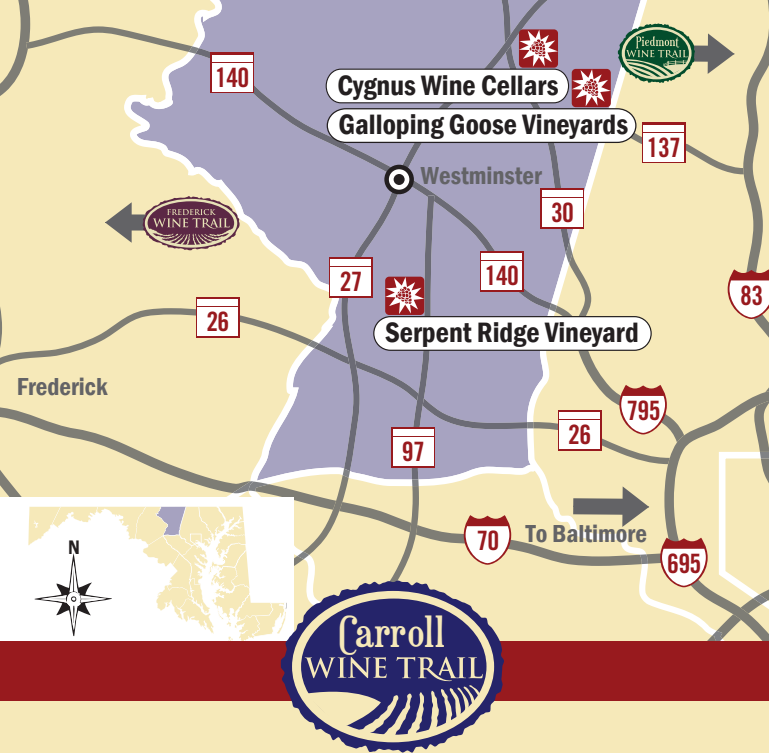 Piedmont
WINE TRAIL
140
Cygnus Wine Cellars
Galloping Goose Vineyards
137
Westminster
FREDERICK
WINE TRAIL
30
27
140
83
26
Serpent Ridge Vineyard
Frederick
795
26
97
70
To Baltimore
N
695
Carroll
WINE TRAIL